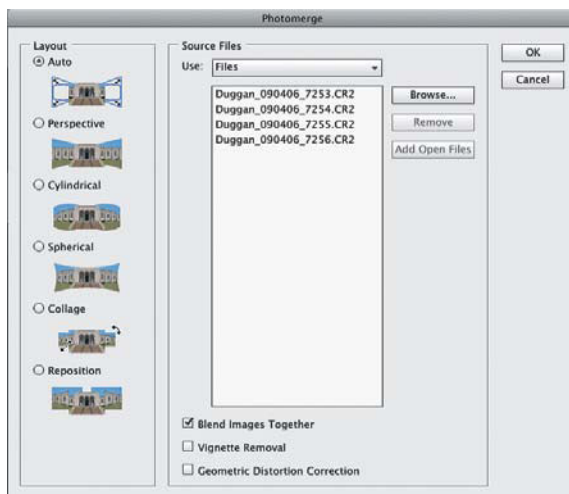 Photomerge
Layout
Auto
Perspective
Cylindrical
Spherical
Collage
Reposition
Source Files
Use: Files
Duggan_090406_7253.CR2
Duggan_090406_7254.CR2
Duggan_090406_7255.CR2
Duggan_090406_7256.CR2
Browse...
Remove
Add Open Files
Blend Images Together
Vignette Removal
Geometric Distortion Correction
OK
Cancel